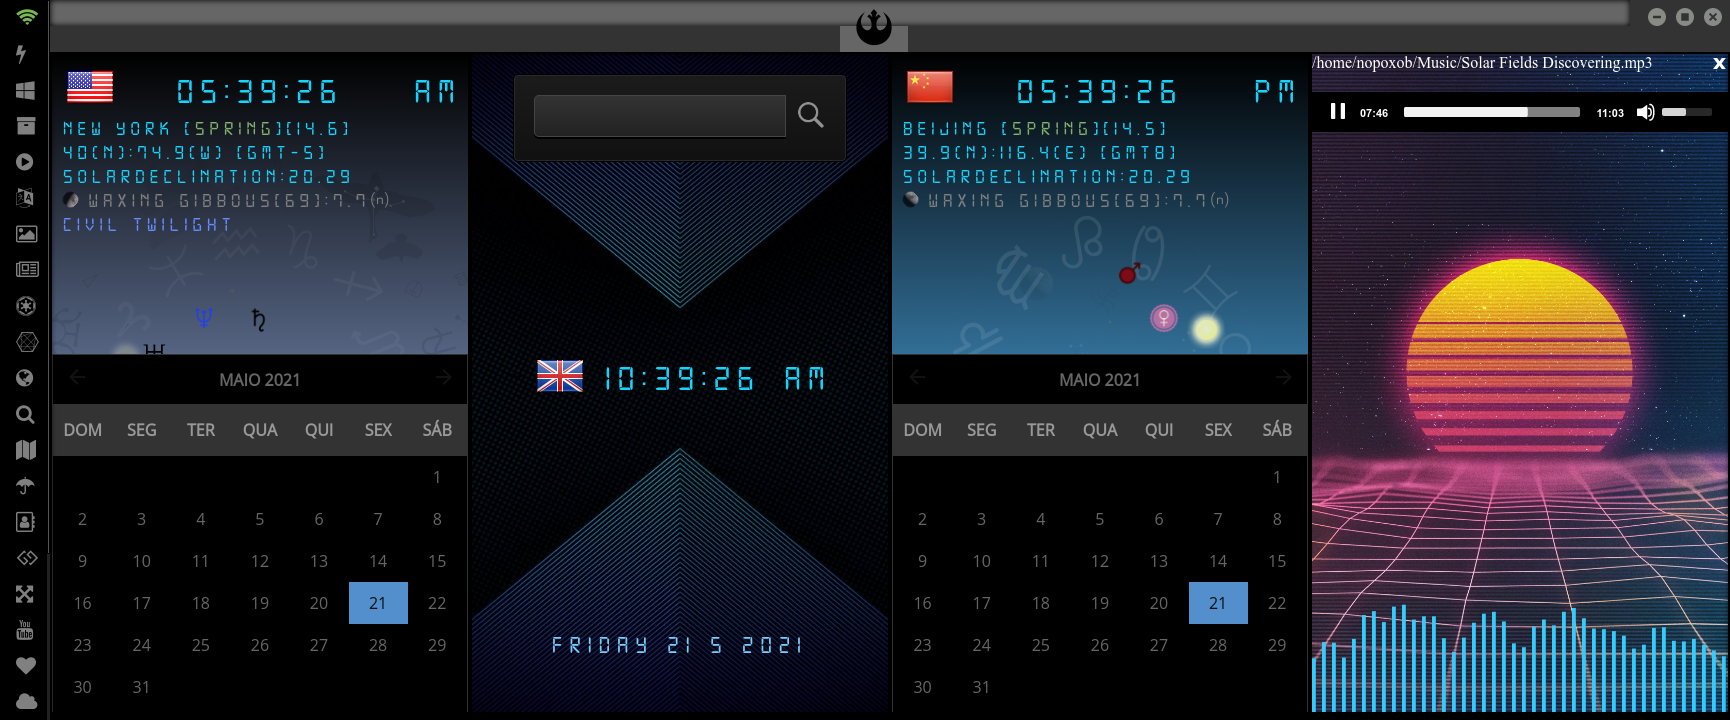 05:39:26 AM
NEW YORK [SPRING][14.6]
40(N):74.9(W) [GMT-5]
SOLARDECLINATION:20.29
WAXING GIBBOUS[69]:7.7(n).
CIVIL TWILIGHT
MAIO 2021
DOM SEG TER QUA QUI SEX SÁB
1
2 3 4 5 6 7 8
9 10 11 12 13 14 15
16 17 18 19 20 21 22
23 24 25 26 27 28 29
30 31
10:39:26 AM
FRIDAY 21 5 2021
05:39:26 PM
BEIJING [SPRING][14.5]
39.9(N):116.4(E) [GMT8]
SOLARDECLINATION:20.29
WAXING GIBBOUS[69]:7.7(n)
MAIO 2021
DOM SEG TER QUA QUI SEX SÁB
1
2 3 4 5 6 7 8
9 10 11 12 13 14 15
16 17 18 19 20 21 22
23 24 25 26 27 28 29
30 31
/home/nopoxob/Music/Solar Fields Discovering.mp3 x
07:46 11:03
You
Tube